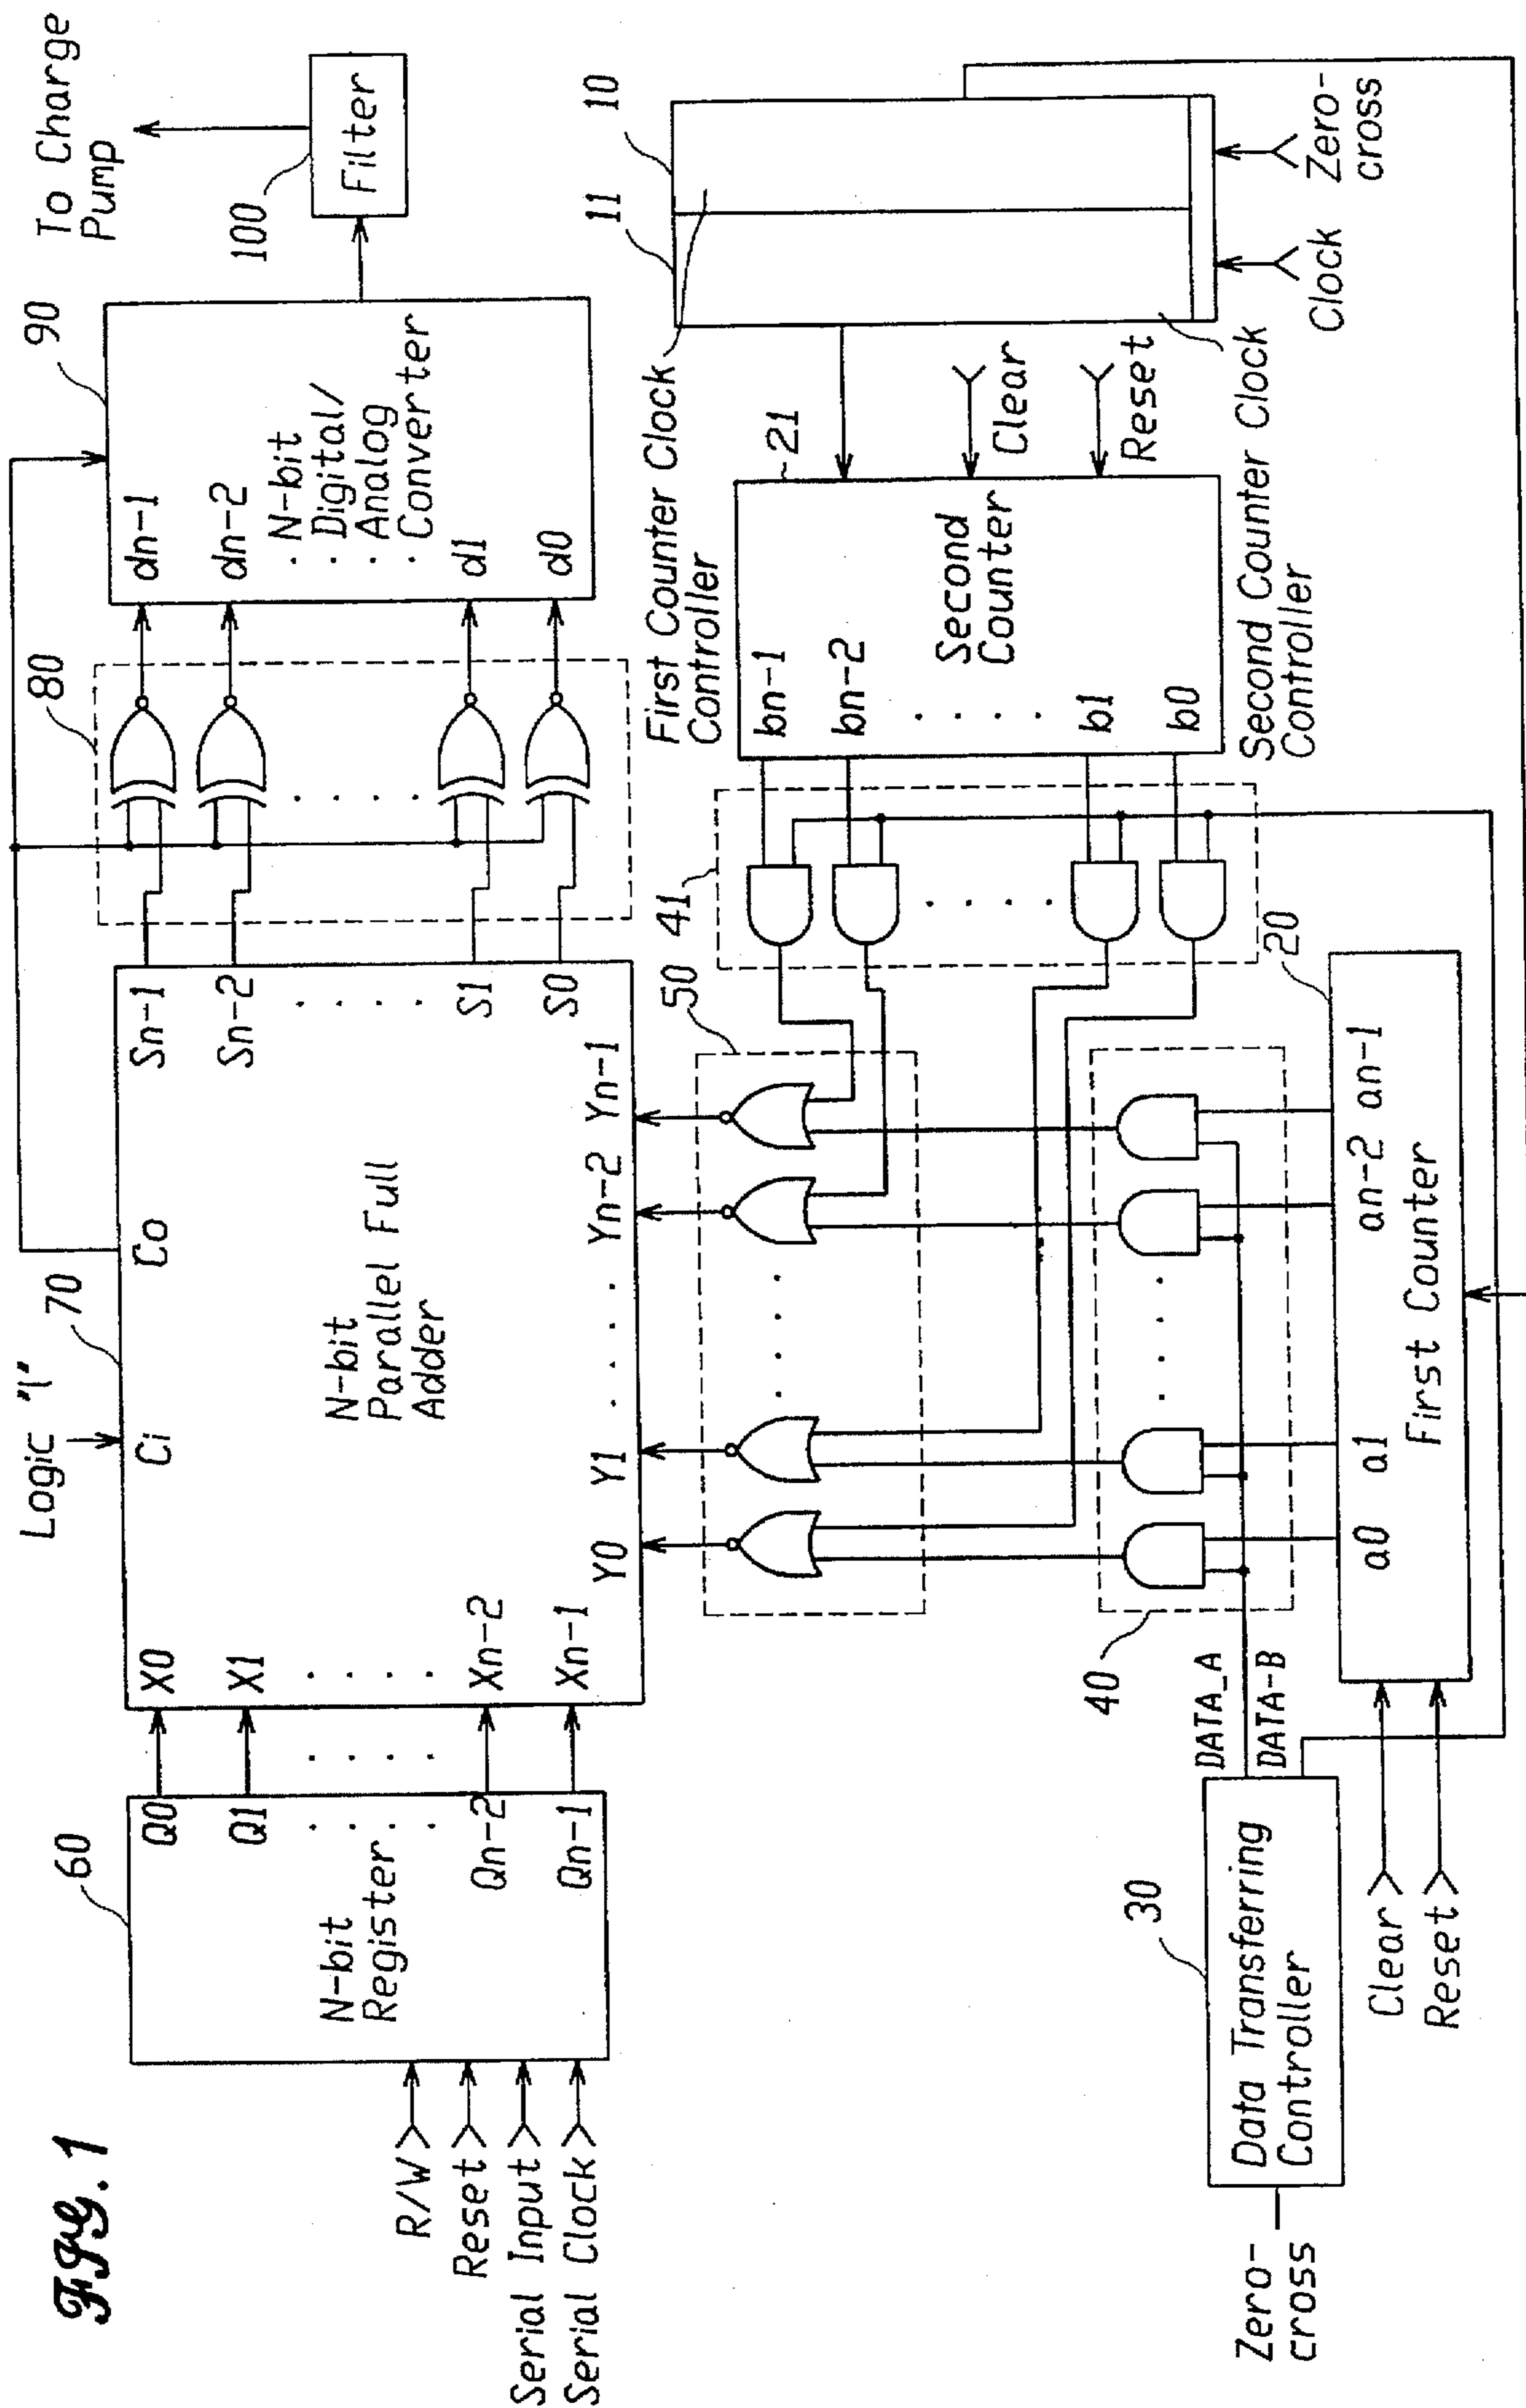 FIG. 1
Logic "1"
To Charge
Pump
60
70
80
90
100
Filter
R/W
Reset
Serial Input
Serial Clock
N-bit
Register
Q0
Q1
Qn-2
Qn-1
X0
X1
Xn-2
Xn-1
Ci
Co
N-bit
Parallel Full
Adder
Sn-1
Sn-2
S1
S0
Y0
Y1
Yn-2
Yn-1
dn-1
dn-2
d1
d0
N-bit
Digital/
Analog
Converter
50
41
First Counter Clock
Controller
21
11
10
bn-1
bn-2
b1
b0
Second
Counter
Clear
Reset
Second Counter Clock
Controller
Clock
Zero-
cross
40
20
30
Zero-
cross
Data Transferring
Controller
DATA_A
DATA-B
Clear
Reset
a0
a1
an-2
an-1
First Counter